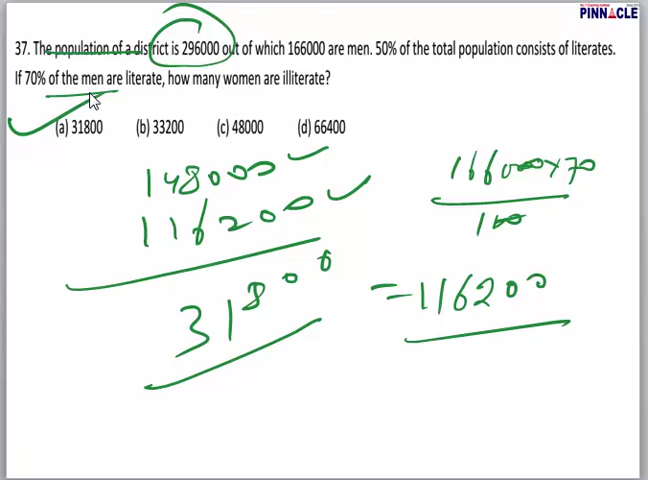 PINNACLE
37. The population of a district is 296000 out of which 166000 are men. 50% of the total population consists of literates.
If 70% of the men are literate, how many women are illiterate?
(a) 31800 (b) 33200 (c) 48000 (d) 66400
148000
116200
31800
166000x70
100
=116200